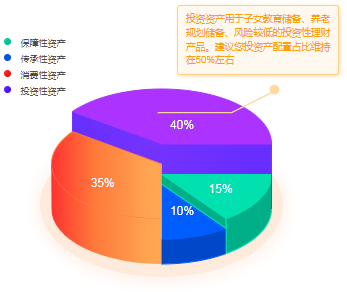 投资资产用于子女教育储备、养老
规划储备、风险较低的投资性理财
产品。建议您投资产配置占比维持
在50%左右
保障性资产
传承性资产
消费性资产
投资性资产
40%
35%
15%
10%